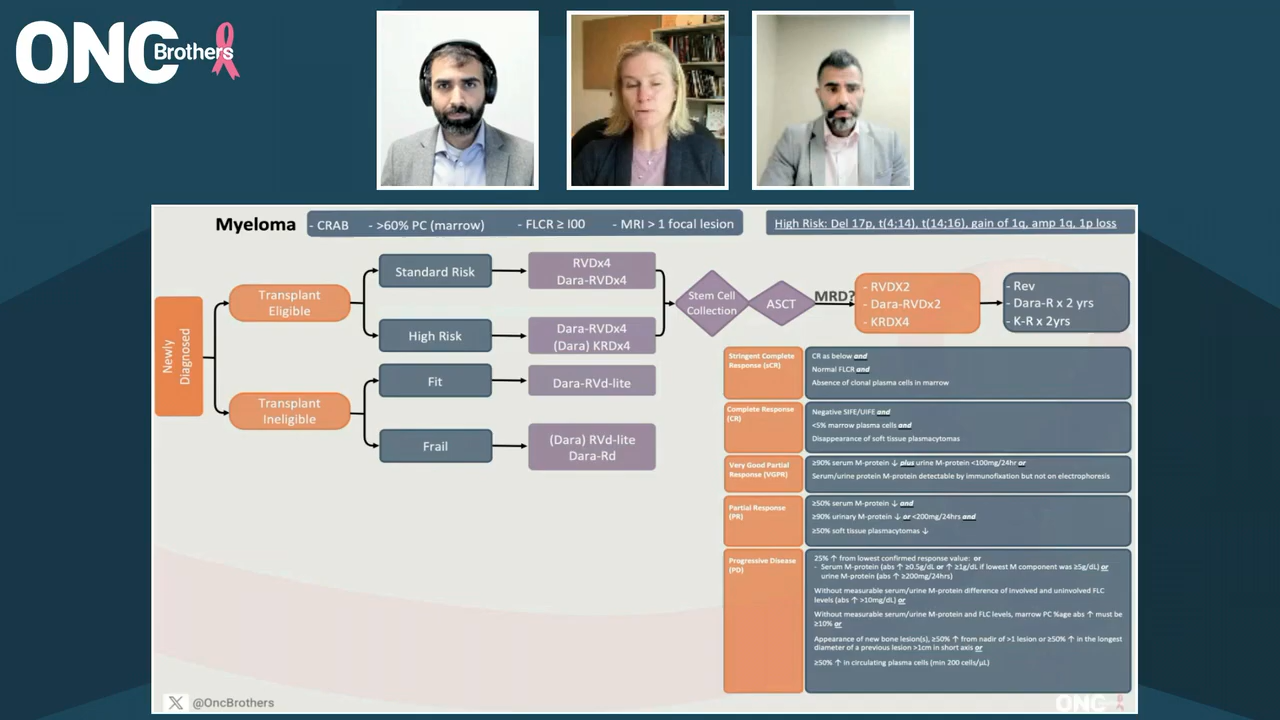 ONC
Brothers
Myeloma
- CRAB
- >60% PC (marrow)
- FLCR ≥ 100
- MRI > 1 focal lesion
High Risk: Del 17p, t(4;14), t(14;16), gain of 1q, amp 1q, 1p loss
Newly
Diagnosed
Transplant
Eligible
Standard Risk
RVDx4
Dara-RVDx4
High Risk
Dara-RVDx4
(Dara) KRDx4
Stem Cell
Collection
ASCT
MRD?
- RVDX2
- Dara-RVDx2
- KRDX4
- Rev
- Dara-R x 2 yrs
- K-R x 2yrs
Transplant
Ineligible
Fit
Dara-RVd-lite
Frail
(Dara) RVd-lite
Dara-Rd
Stringent Complete
Response (sCR)
CR as below and
Normal FLCR and
Absence of clonal plasma cells in marrow
Complete Response
(CR)
Negative SIFE/UIFE and
<5% marrow plasma cells and
Disappearance of soft tissue plasmacytomas
Very Good Partial
Response (VGPR)
≥90% serum M-protein ↓ plus urine M-protein <100mg/24hr or
Serum/urine protein M-protein detectable by immunofixation but not on electrophoresis
Partial Response
(PR)
≥50% serum M-protein ↓ and
≥90% urinary M-protein ↓ or <200mg/24hrs and
≥50% soft tissue plasmacytomas ↓
Progressive Disease
(PD)
25% ↑ from lowest confirmed response value: or
- Serum M-protein (abs ↑ ≥0.5g/dL or ↑ ≥1g/dL if lowest M component was ≥5g/dL) or
urine M-protein (abs ↑ ≥200mg/24hrs)
Without measurable serum/urine M-protein difference of involved and uninvolved FLC
levels (abs ↑ >10mg/dL) or
Without measurable serum/urine M-protein and FLC levels, marrow PC %age abs ↑ must be
≥10% or
Appearance of new bone lesion(s), ≥50% ↑ from nadir of >1 lesion or ≥50% ↑ in the longest
diameter of a previous lesion >1cm in short axis or
≥50% ↑ in circulating plasma cells (min 200 cells/µL)
X @OncBrothers
ONC